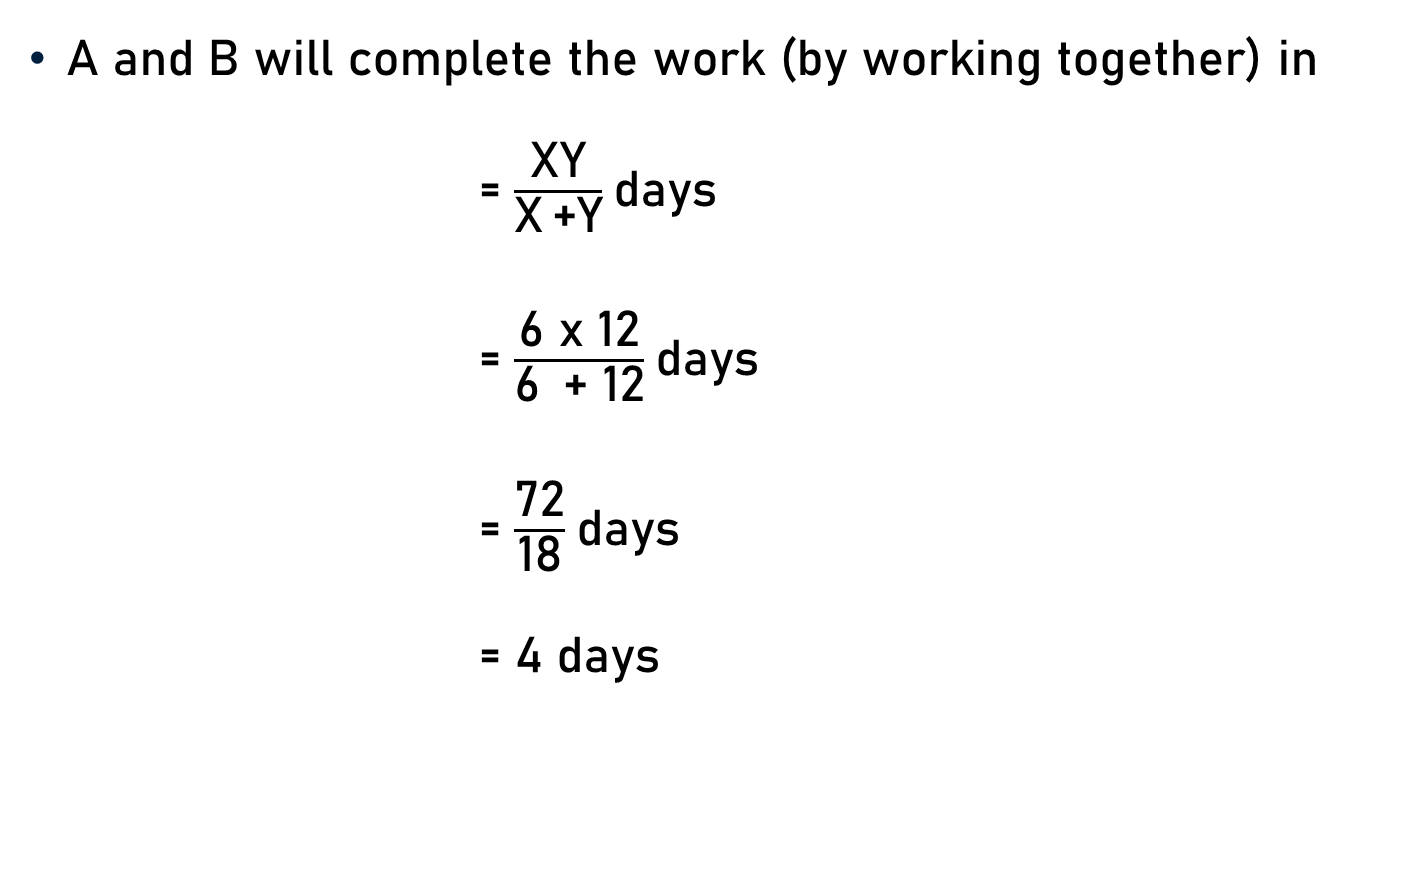 • A and B will complete the work (by working together) in
XY
= ― days
X +Y
6 x 12
= ― days
6 + 12
72
= ― days
18
= 4 days